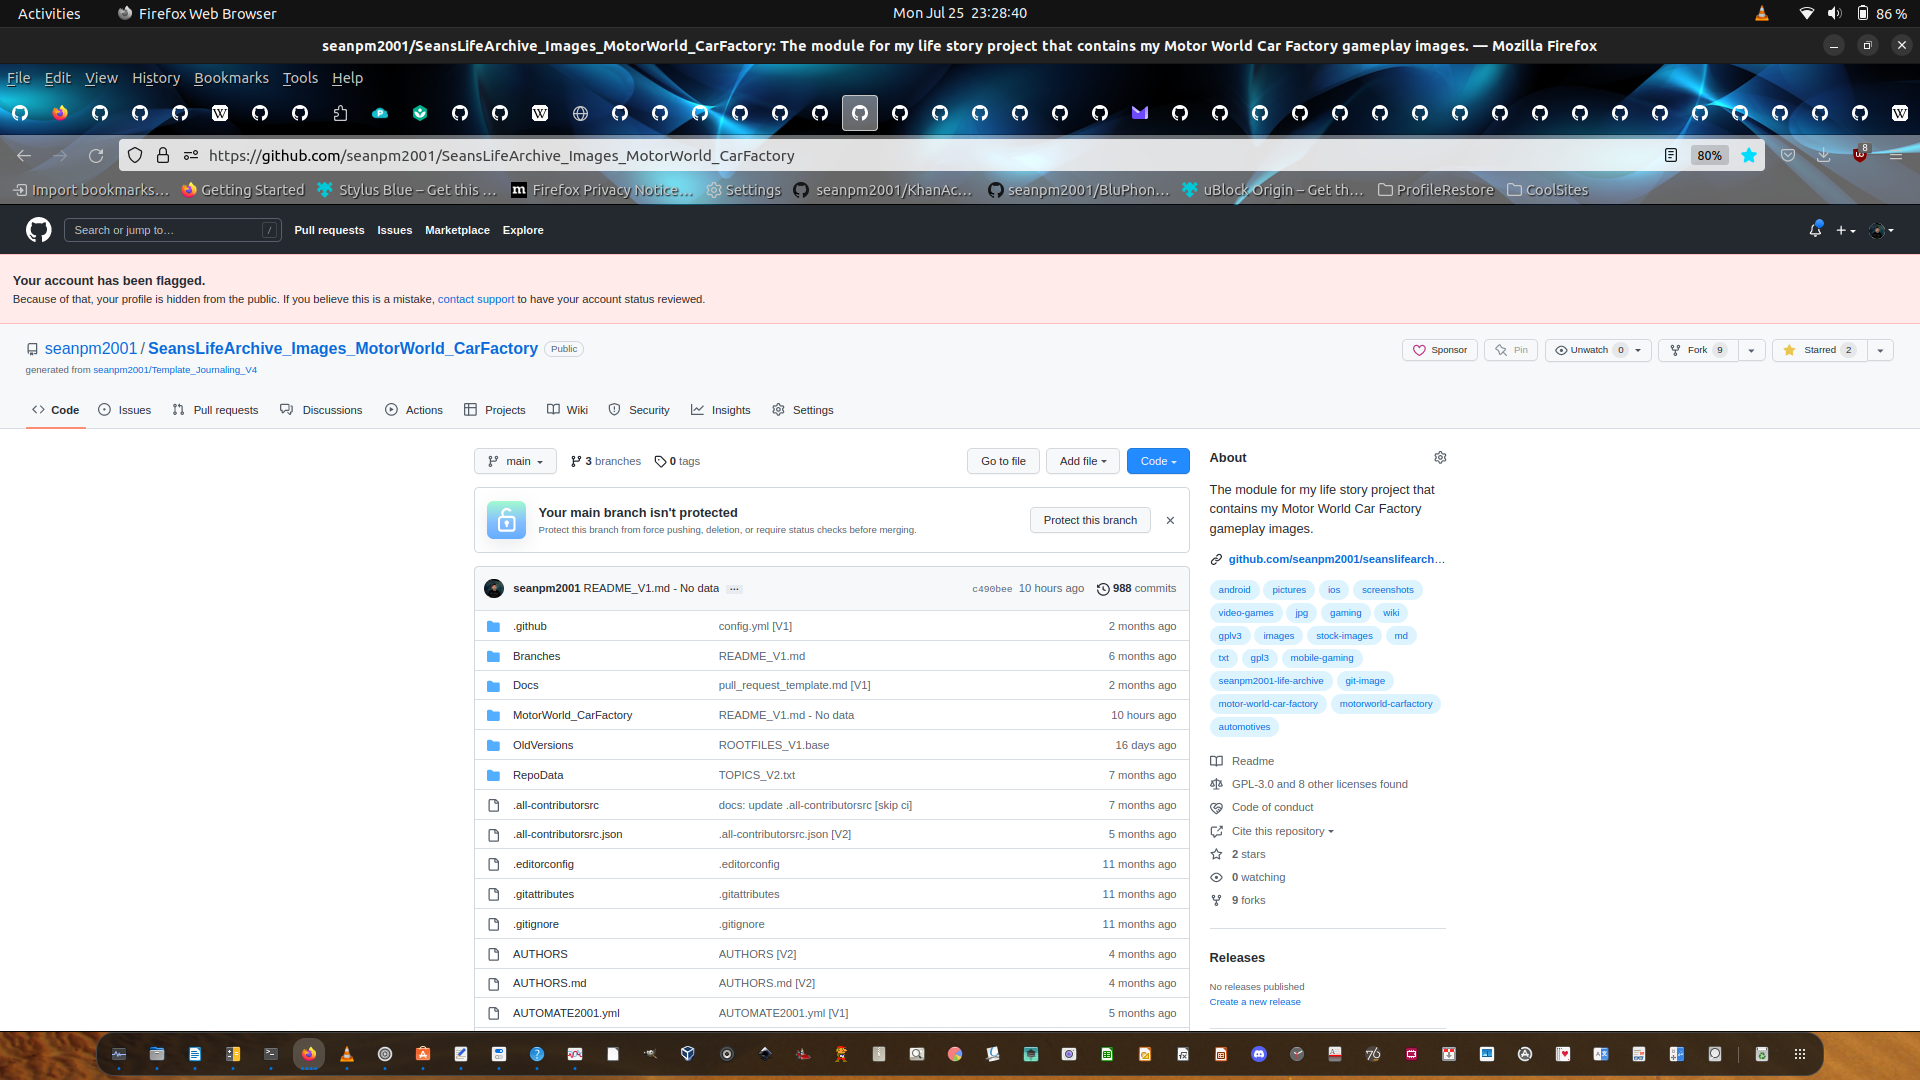 Activities Firefox Web Browser Mon Jul 25 23:28:40 86 %
seanpm2001/SeansLifeArchive_Images_MotorWorld_CarFactory: The module for my life story project that contains my Motor World Car Factory gameplay images. — Mozilla Firefox
File Edit View History Bookmarks Tools Help
https://github.com/seanpm2001/SeansLifeArchive_Images_MotorWorld_CarFactory 80% 8
Import bookmarks… Getting Started Stylus Blue – Get this … Firefox Privacy Notice… Settings seanpm2001/KhanAc… seanpm2001/BluPhon… uBlock Origin – Get th… ProfileRestore CoolSites
Search or jump to… / Pull requests Issues Marketplace Explore
Your account has been flagged.
Because of that, your profile is hidden from the public. If you believe this is a mistake, contact support to have your account status reviewed.
seanpm2001 / SeansLifeArchive_Images_MotorWorld_CarFactory Public Sponsor Pin Unwatch 0 Fork 9 Starred 2
generated from seanpm2001/Template_Journaling_V4
Code Issues Pull requests Discussions Actions Projects Wiki Security Insights Settings
main 3 branches 0 tags Go to file Add file Code
Your main branch isn't protected
Protect this branch from force pushing, deletion, or require status checks before merging.
Protect this branch
seanpm2001 README_V1.md - No data … c490bee 10 hours ago 988 commits
.github config.yml [V1] 2 months ago
Branches README_V1.md 6 months ago
Docs pull_request_template.md [V1] 2 months ago
MotorWorld_CarFactory README_V1.md - No data 10 hours ago
OldVersions ROOTFILES_V1.base 16 days ago
RepoData TOPICS_V2.txt 7 months ago
.all-contributorsrc docs: update .all-contributorsrc [skip ci] 7 months ago
.all-contributorsrc.json .all-contributorsrc.json [V2] 5 months ago
.editorconfig .editorconfig 11 months ago
.gitattributes .gitattributes 11 months ago
.gitignore .gitignore 11 months ago
AUTHORS AUTHORS [V2] 4 months ago
AUTHORS.md AUTHORS.md [V2] 4 months ago
AUTOMATE2001.yml AUTOMATE2001.yml [V1] 5 months ago
About
The module for my life story project that
contains my Motor World Car Factory
gameplay images.
github.com/seanpm2001/seanslifearch…
android pictures ios screenshots
video-games jpg gaming wiki
gplv3 images stock-images md
txt gpl3 mobile-gaming
seanpm2001-life-archive git-image
motor-world-car-factory motorworld-carfactory
automotives
Readme
GPL-3.0 and 8 other licenses found
Code of conduct
Cite this repository
2 stars
0 watching
9 forks
Releases
No releases published
Create a new release